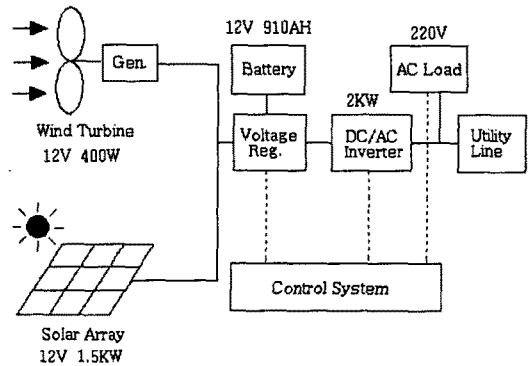 12V 910AH
220V
Gen.
Battery
AC Load
2KW
Wind Turbine
12V 400W
Voltage
Reg.
DC/AC
Inverter
Utility
Line
Control System
Solar Array
12V 1.5KW